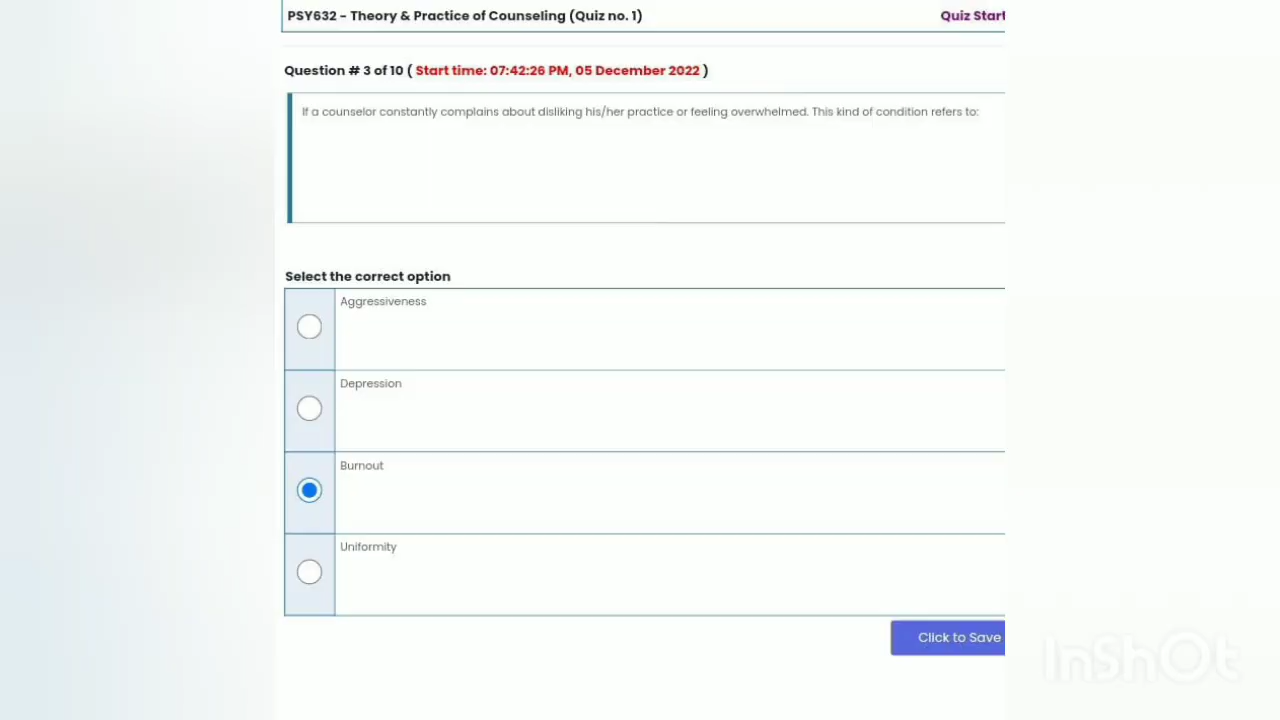 PSY632 - Theory & Practice of Counseling (Quiz no. 1)
Quiz Start
Question # 3 of 10 ( Start time: 07:42:26 PM, 05 December 2022 )
If a counselor constantly complains about disliking his/her practice or feeling overwhelmed. This kind of condition refers to:
Select the correct option
Aggressiveness
Depression
Burnout
Uniformity
Click to Save
InShOt